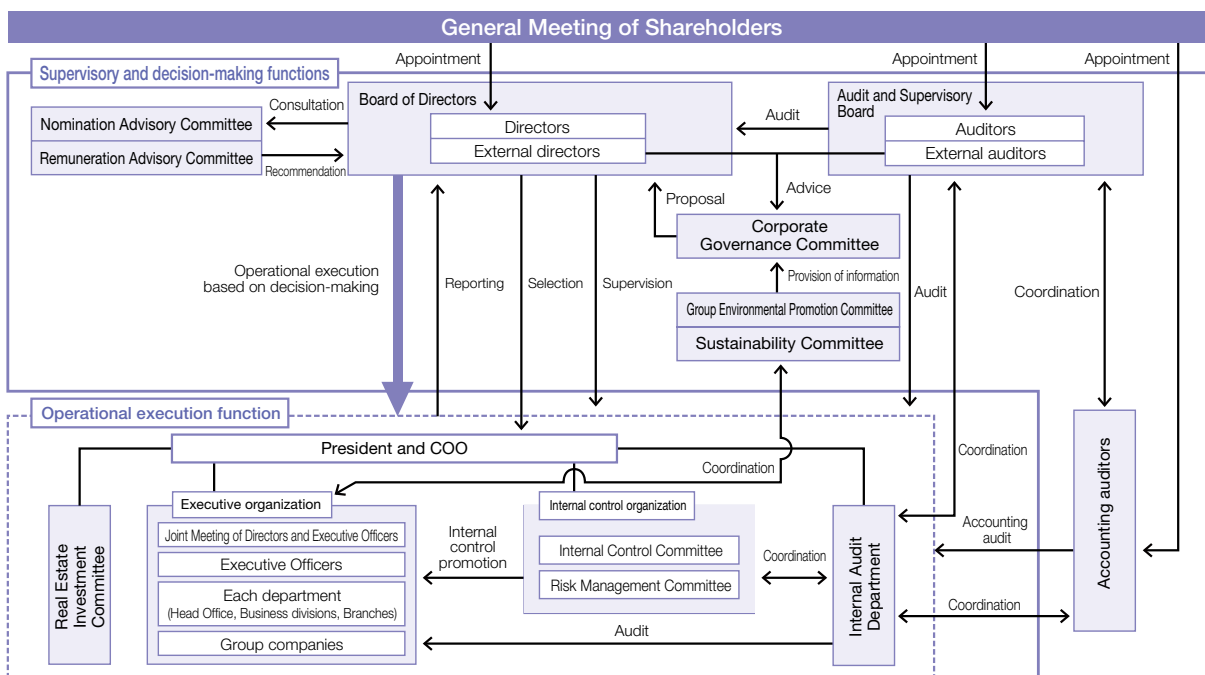 General Meeting of Shareholders
Appointment
Appointment
Appointment
Supervisory and decision-making functions
Board of Directors
Directors
External directors
Audit and Supervisory
Board
Auditors
External auditors
Consultation
Nomination Advisory Committee
Remuneration Advisory Committee
Recommendation
Audit
Advice
Proposal
Corporate
Governance Committee
Provision of information
Group Environmental Promotion Committee
Sustainability Committee
Operational execution
based on decision-making
Reporting
Selection
Supervision
Audit
Coordination
Operational execution function
President and COO
Coordination
Coordination
Real Estate
Investment
Committee
Executive organization
Joint Meeting of Directors and Executive Officers
Executive Officers
Each department
(Head Office, Business divisions, Branches)
Group companies
Internal
control
promotion
Internal control organization
Internal Control Committee
Risk Management Committee
Coordination
Internal Audit
Department
Accounting
audit
Accounting auditors
Coordination
Audit